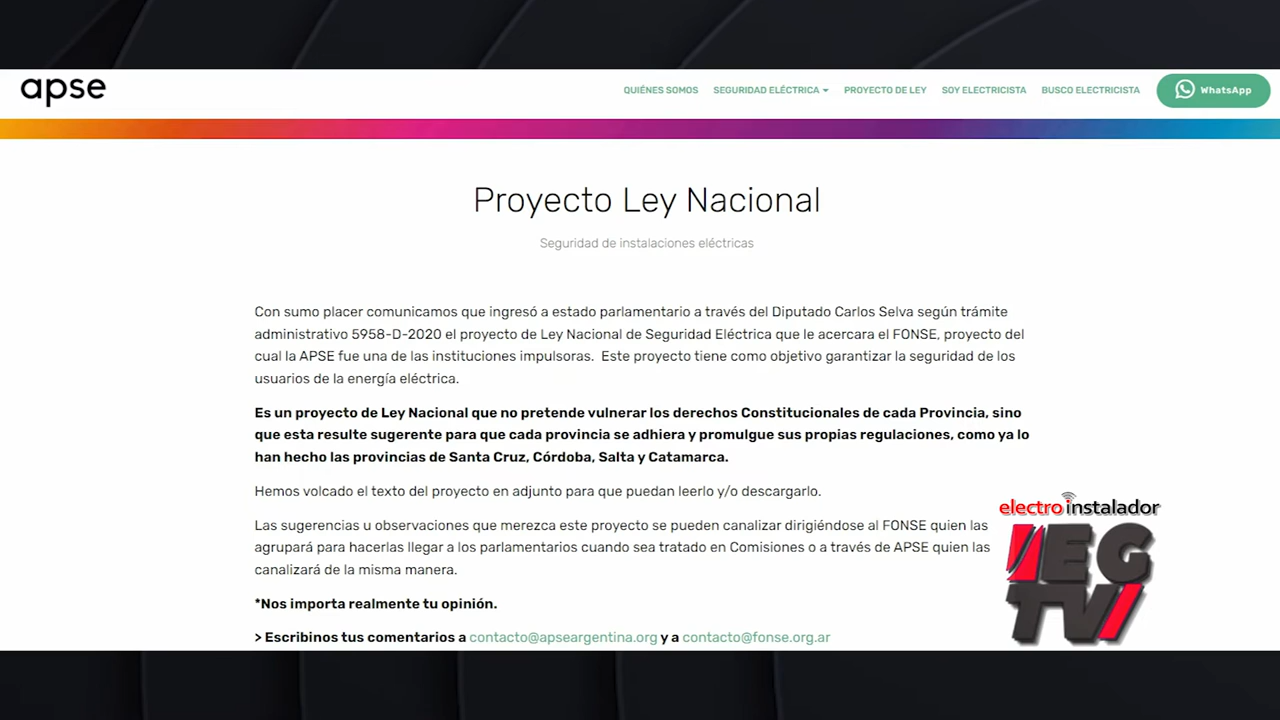 apse
QUIÉNES SOMOS SEGURIDAD ELÉCTRICA PROYECTO DE LEY SOY ELECTRICISTA BUSCO ELECTRICISTA WhatsApp
Proyecto Ley Nacional
Seguridad de instalaciones eléctricas
Con sumo placer comunicamos que ingresó a estado parlamentario a través del Diputado Carlos Selva según trámite
administrativo 5958-D-2020 el proyecto de Ley Nacional de Seguridad Eléctrica que le acercara el FONSE, proyecto del
cual la APSE fue una de las instituciones impulsoras. Este proyecto tiene como objetivo garantizar la seguridad de los
usuarios de la energía eléctrica.
Es un proyecto de Ley Nacional que no pretende vulnerar los derechos Constitucionales de cada Provincia, sino
que esta resulte sugerente para que cada provincia se adhiera y promulgue sus propias regulaciones, como ya lo
han hecho las provincias de Santa Cruz, Córdoba, Salta y Catamarca.
Hemos volcado el texto del proyecto en adjunto para que puedan leerlo y/o descargarlo.
Las sugerencias u observaciones que merezca este proyecto se pueden canalizar dirigiéndose al FONSE quien las
agrupará para hacerlas llegar a los parlamentarios cuando sea tratado en Comisiones o a través de APSE quien las
canalizará de la misma manera.
*Nos importa realmente tu opinión.
> Escribinos tus comentarios a contacto@apseargentina.org y a contacto@fonse.org.ar
electro instalador
IEG
TV